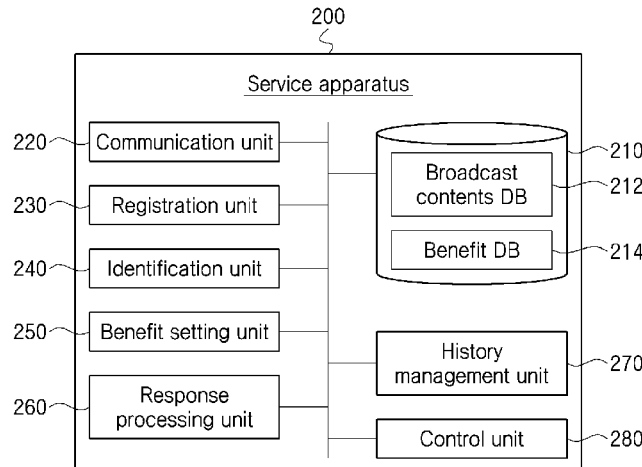 200
Service apparatus
220
Communication unit
230
Registration unit
240
Identification unit
250
Benefit setting unit
260
Response
processing unit
210
Broadcast
contents DB
212
Benefit DB
214
History
management unit
270
Control unit
280